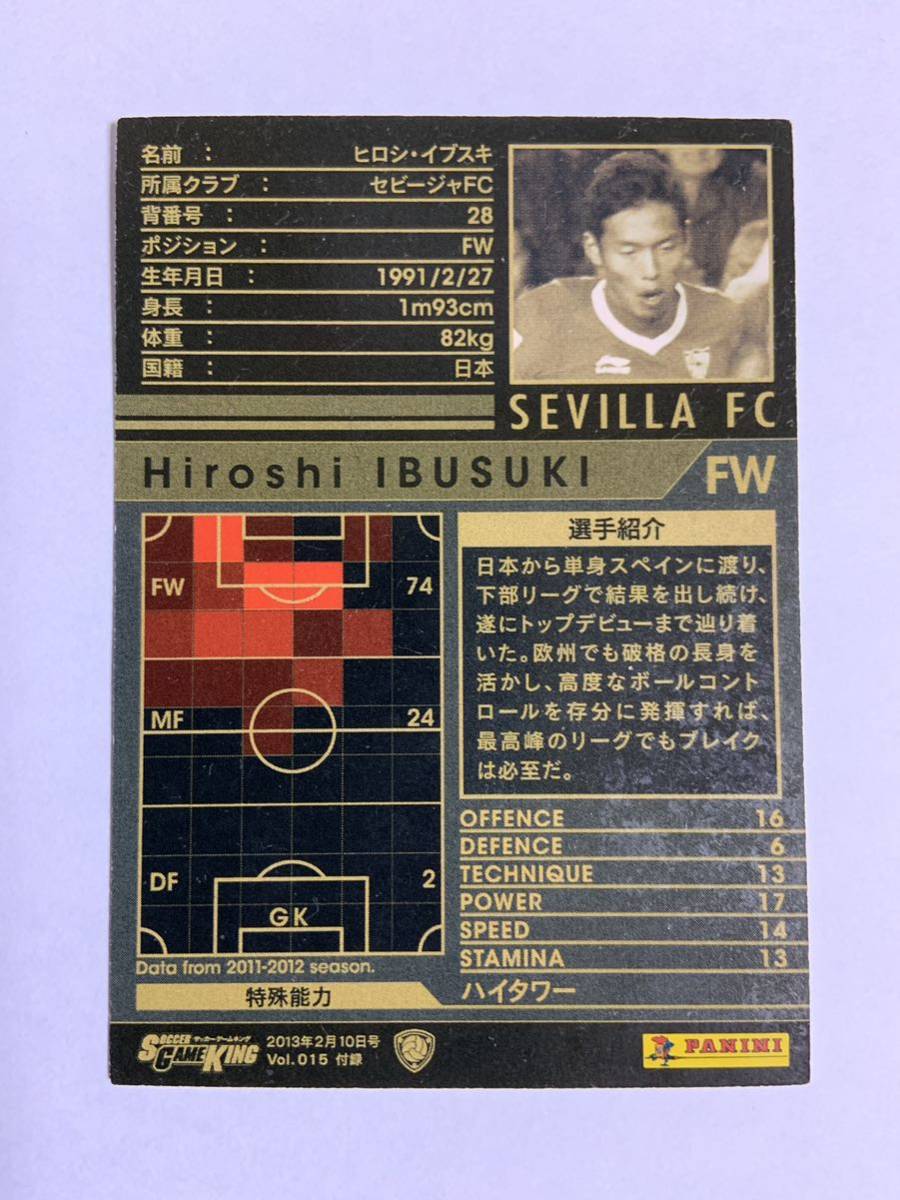 名前 : ヒロシ・イブスキ
所属クラブ : セビージャFC
背番号 : 28
ポジション : FW
生年月日 : 1991/2/27
身長 : 1m93cm
体重 : 82kg
国籍 : 日本
SEVILLA FC
Hiroshi IBUSUKI
FW
FW 74
MF 24
DF 2
GK
Data from 2011-2012 season.
選手紹介
日本から単身スペインに渡り、
下部リーグで結果を出し続け、
遂にトップデビューまで辿り着
いた。欧州でも破格の長身を
活かし、高度なボールコント
ロールを存分に発揮すれば、
最高峰のリーグでもブレイク
は必至だ。
OFFENCE 16
DEFENCE 6
TECHNIQUE 13
POWER 17
SPEED 14
STAMINA 13
特殊能力 ハイタワー
サッカーゲームキング
SOCCER GAME KING
2013年2月10日号
Vol.015 付録
PANINI